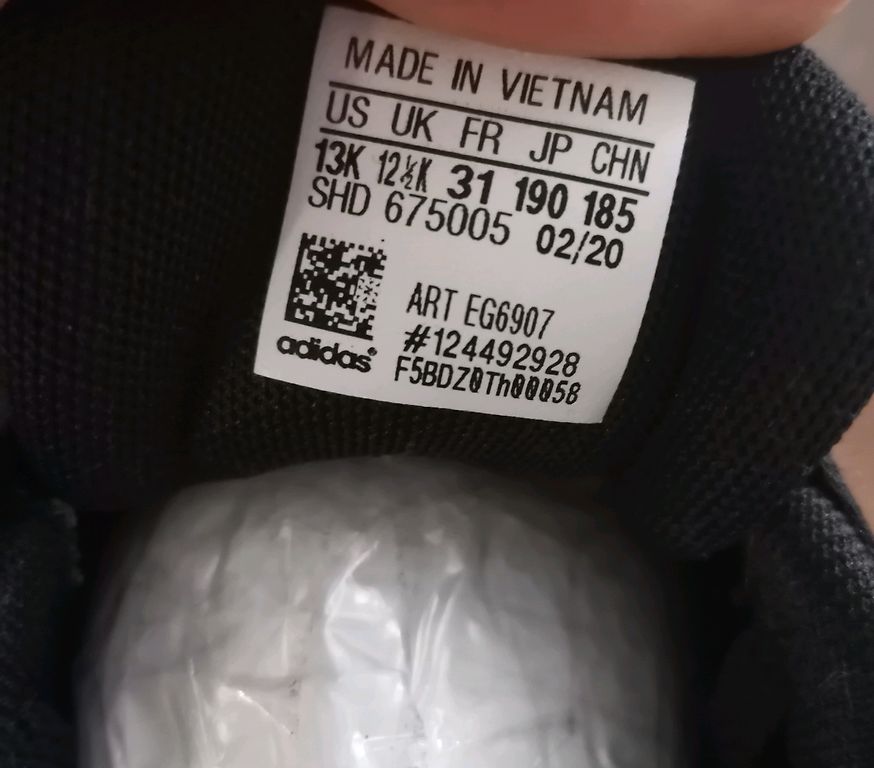 MADE IN VIETNAM
US UK FR JP CHN
13K 12½K 31 190 185
SHD 675005 02/20
ART EG6907
#124492928
adidas®
F5BDZ0Th00058